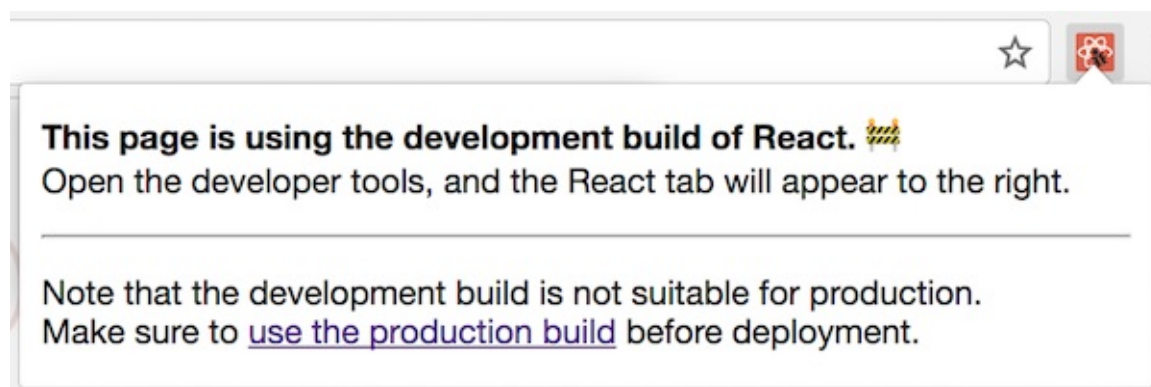 This page is using the development build of React. 🚧
Open the developer tools, and the React tab will appear to the right.
Note that the development build is not suitable for production.
Make sure to use the production build before deployment.